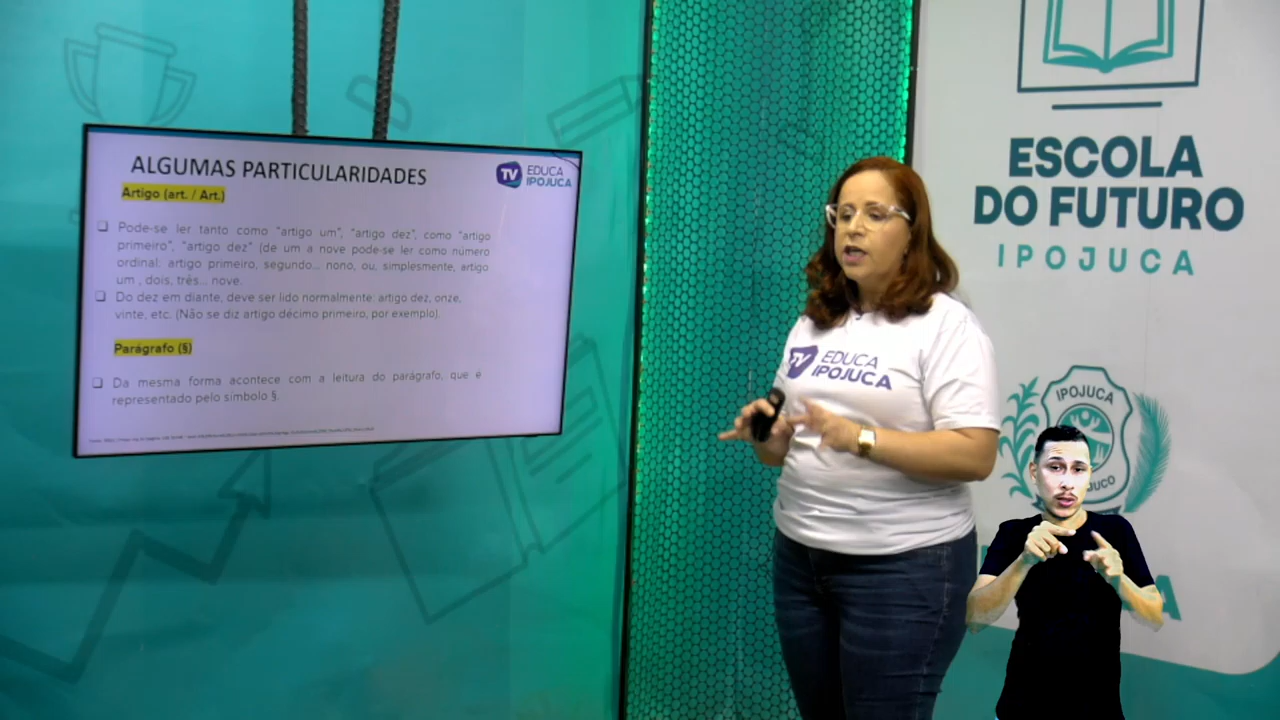 ALGUMAS PARTICULARIDADES
TV EDUCA
IPOJUCA
Artigo (art. / Art.)
❑ Pode-se ler tanto como "artigo um", "artigo dez", como "artigo
primeiro", "artigo dez" (de um a nove pode-se ler como número
ordinal: artigo primeiro, segundo... nono, ou, simplesmente, artigo
um , dois, três... nove.
❑ Do dez em diante, deve ser lido normalmente: artigo dez, onze,
vinte, etc. (Não se diz artigo décimo primeiro, por exemplo).
Parágrafo (§)
❑ Da mesma forma acontece com a leitura do parágrafo, que é
representado pelo símbolo §.
TV EDUCA
IPOJUCA
ESCOLA
DO FUTURO
IPOJUCA
IPOJUCA